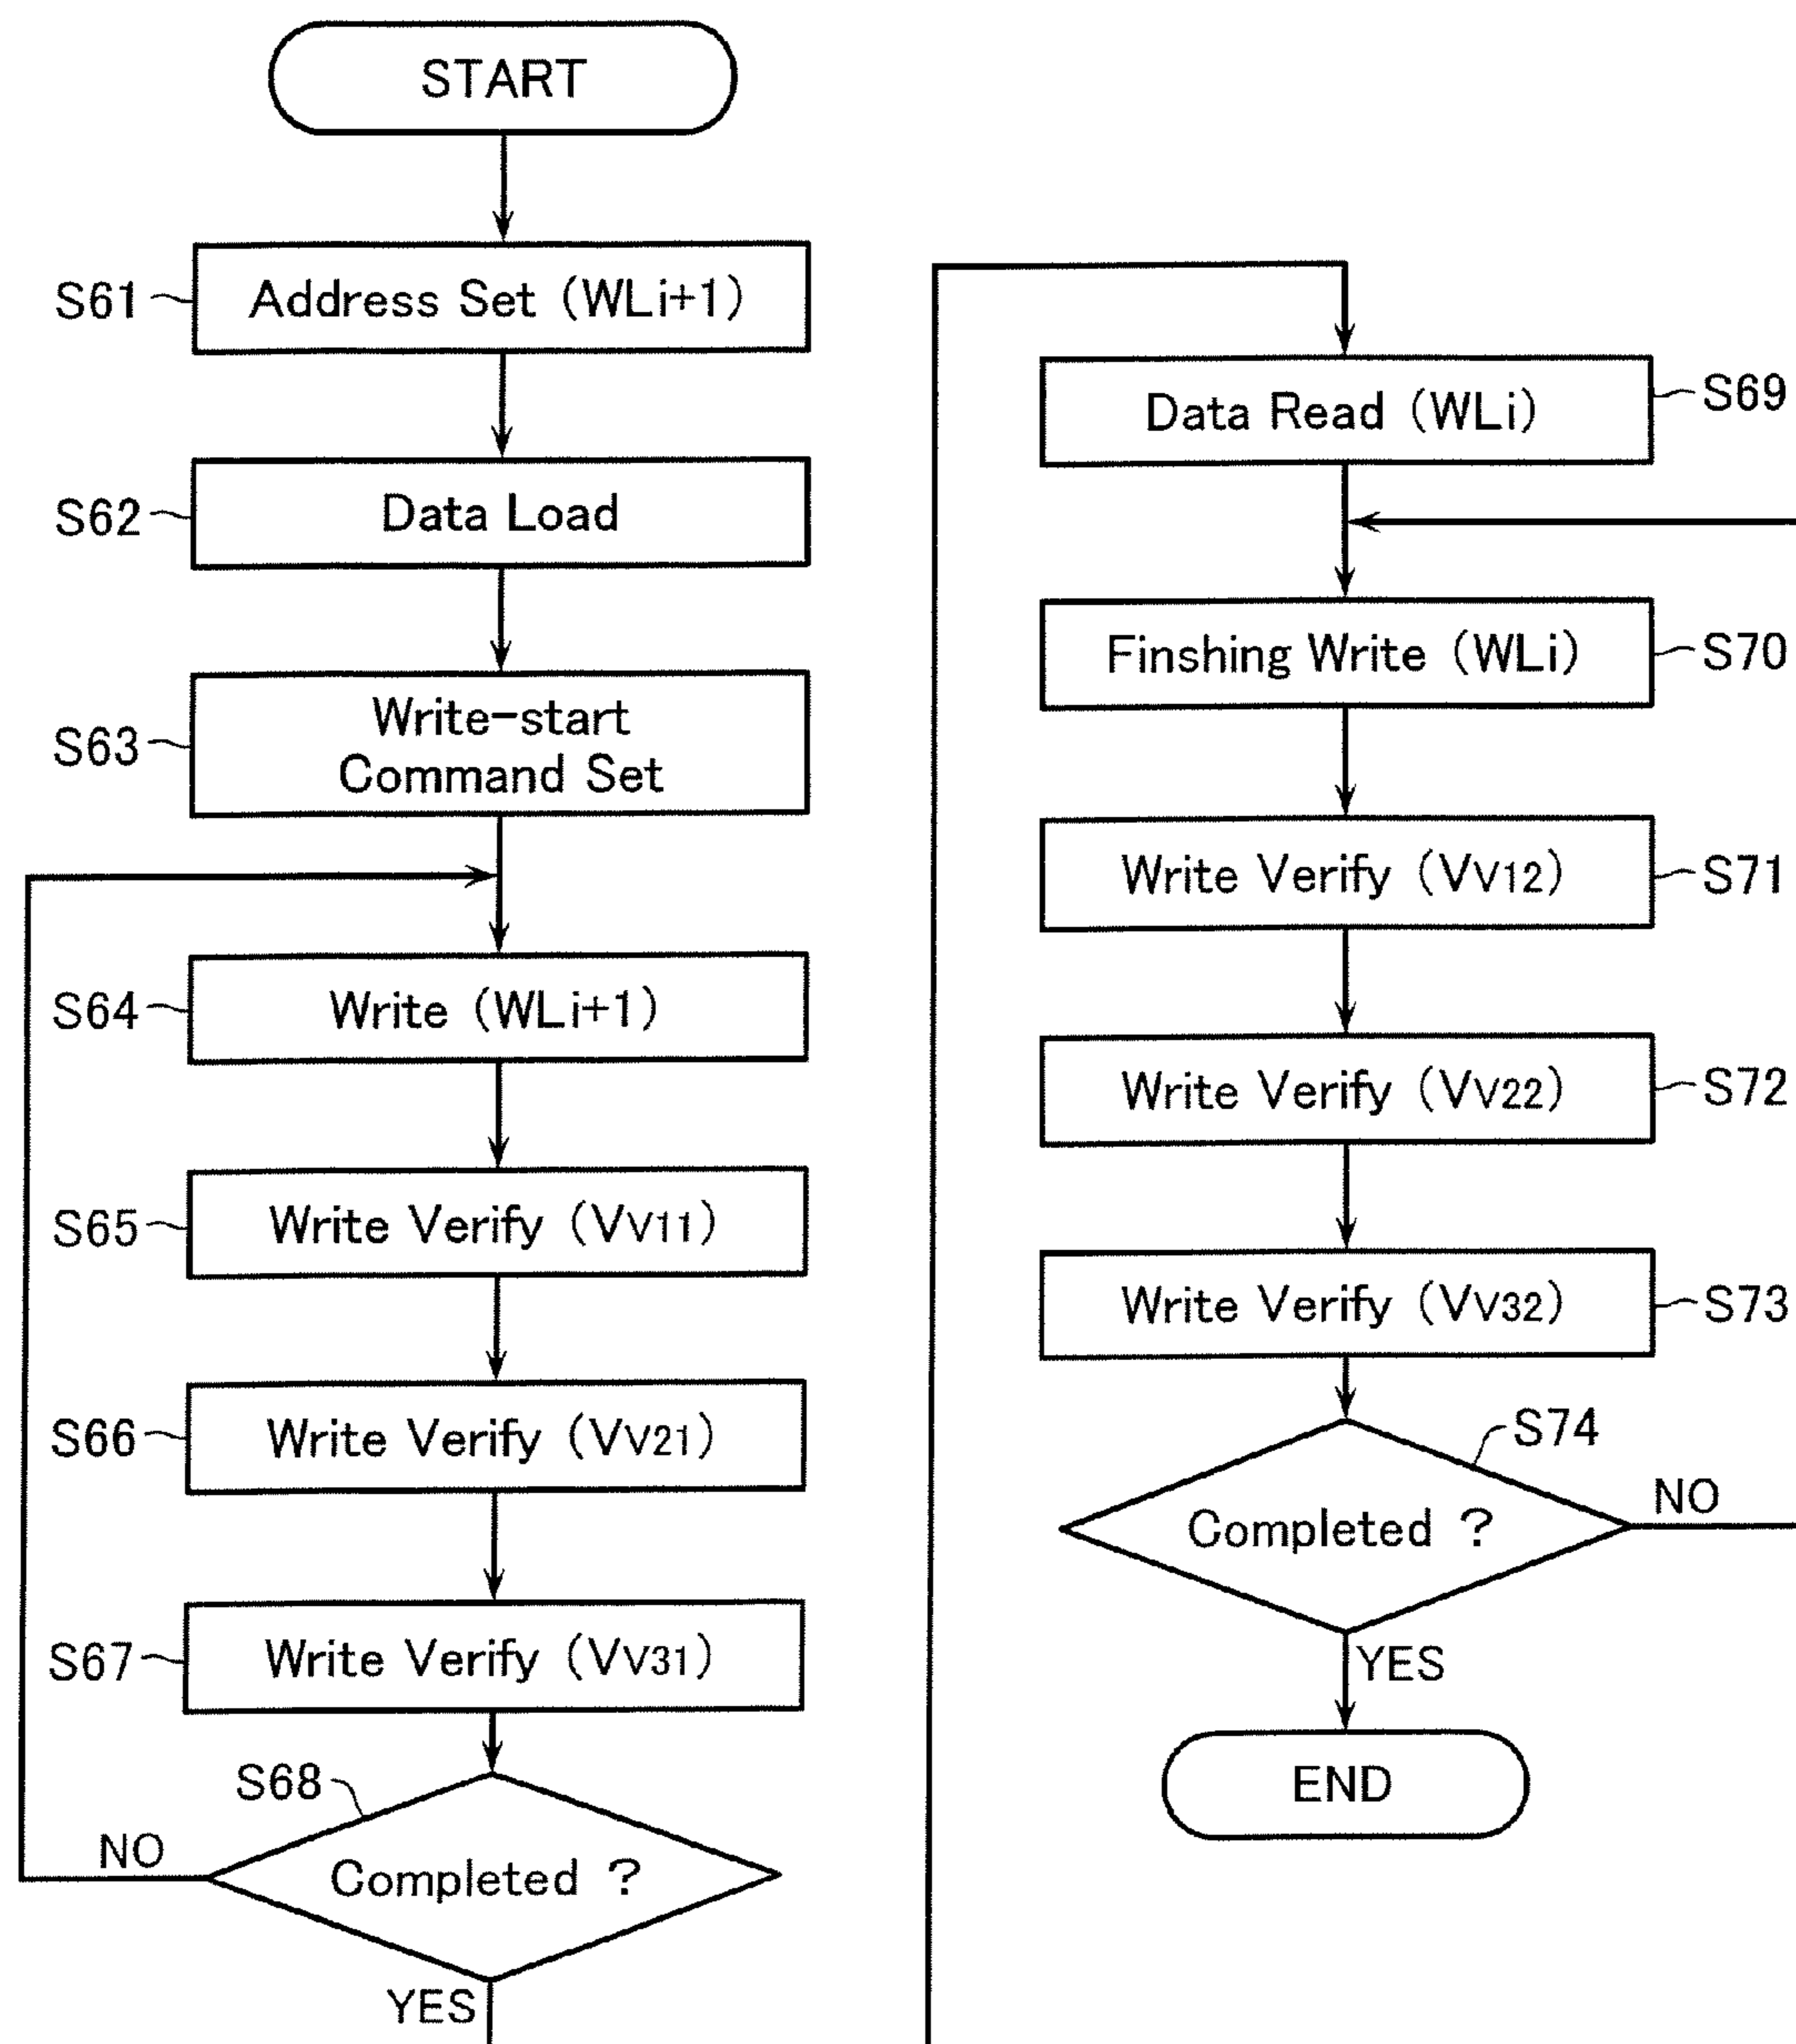 START
S61
Address Set (WLi+1)
S62
Data Load
S63
Write-start
Command Set
S64
Write (WLi+1)
S65
Write Verify (VV11)
S66
Write Verify (VV21)
S67
Write Verify (VV31)
S68
NO
Completed ?
YES
Data Read (WLi)
S69
Finshing Write (WLi)
S70
Write Verify (VV12)
S71
Write Verify (VV22)
S72
Write Verify (VV32)
S73
S74
Completed ?
NO
YES
END